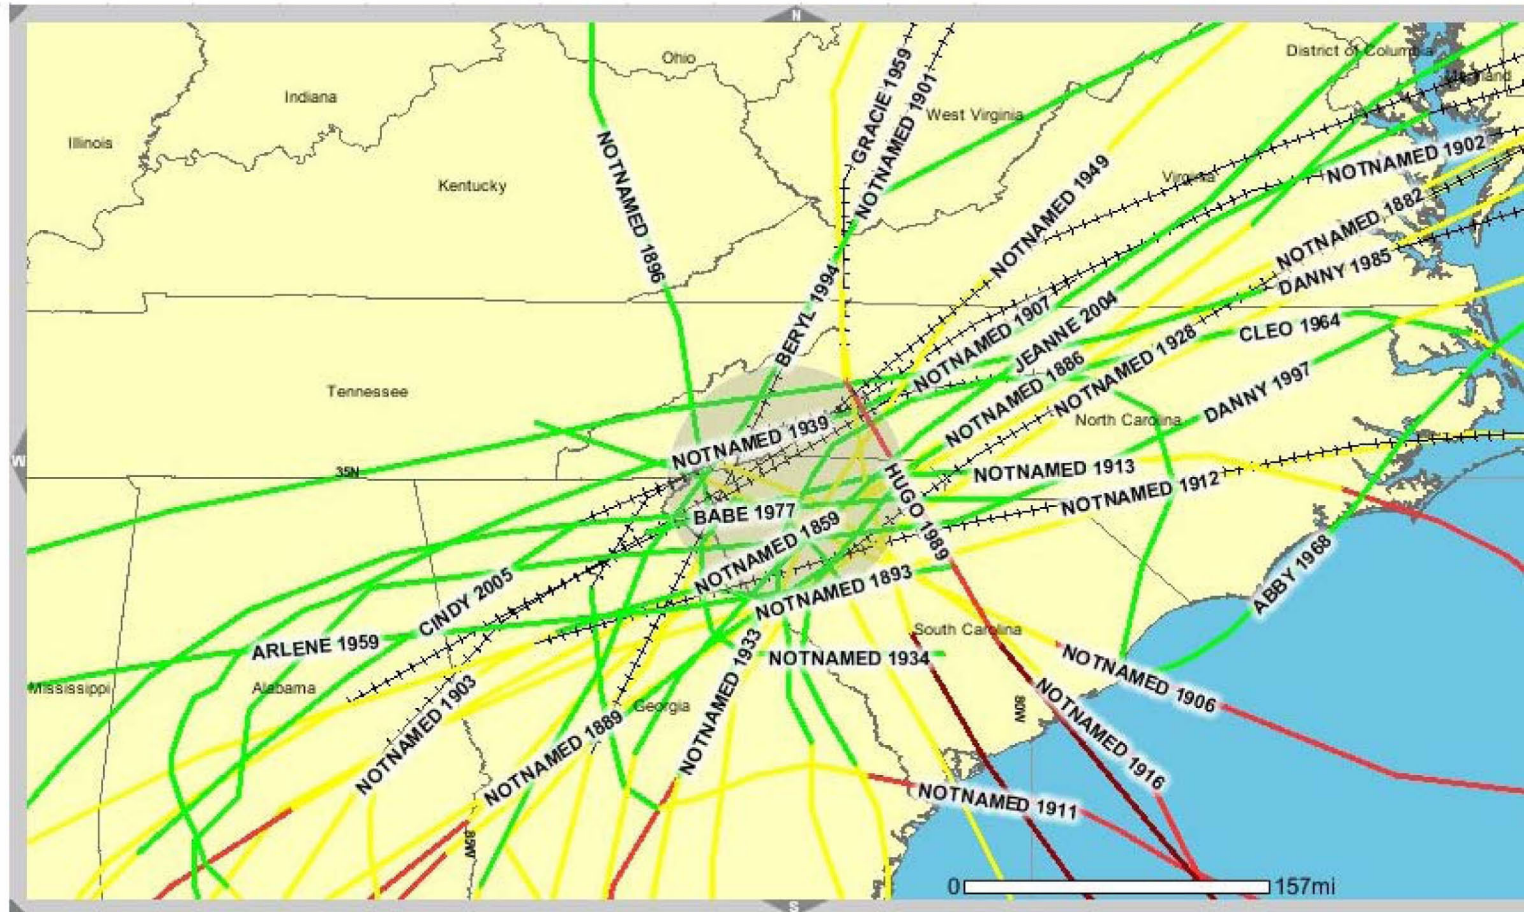 N
Ohio
District of Columbia
Maryland
Indiana
GRACIE 1959
NOTNAMED 1901
West Virginia
Illinois
NOTNAMED 1896
Kentucky
NOTNAMED 1949
Virginia
NOTNAMED 1902
NOTNAMED 1882
DANNY 1985
BERYL 1994
NOTNAMED 1907
JEANNE 2004
CLEO 1964
NOTNAMED 1886
NOTNAMED 1928
DANNY 1997
Tennessee
North Carolina
NOTNAMED 1939
W
35N
NOTNAMED 1913
NOTNAMED 1912
HUGO 1989
BABE 1977
NOTNAMED 1859
ABBY 1968
NOTNAMED 1893
CINDY 2005
ARLENE 1959
South Carolina
NOTNAMED 1934
NOTNAMED 1933
NOTNAMED 1906
Mississippi
Alabama
Georgia
NOTNAMED 1903
NOTNAMED 1889
80W
NOTNAMED 1916
NOTNAMED 1911
85W
0 157mi
S